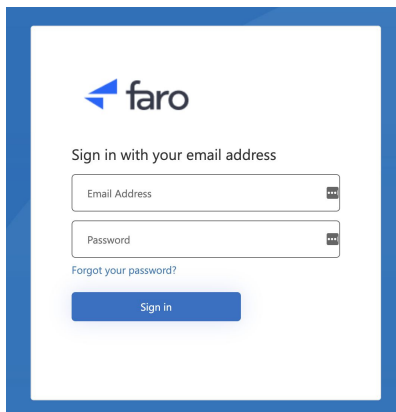 faro
Sign in with your email address
Email Address
Password
Forgot your password?
Sign in